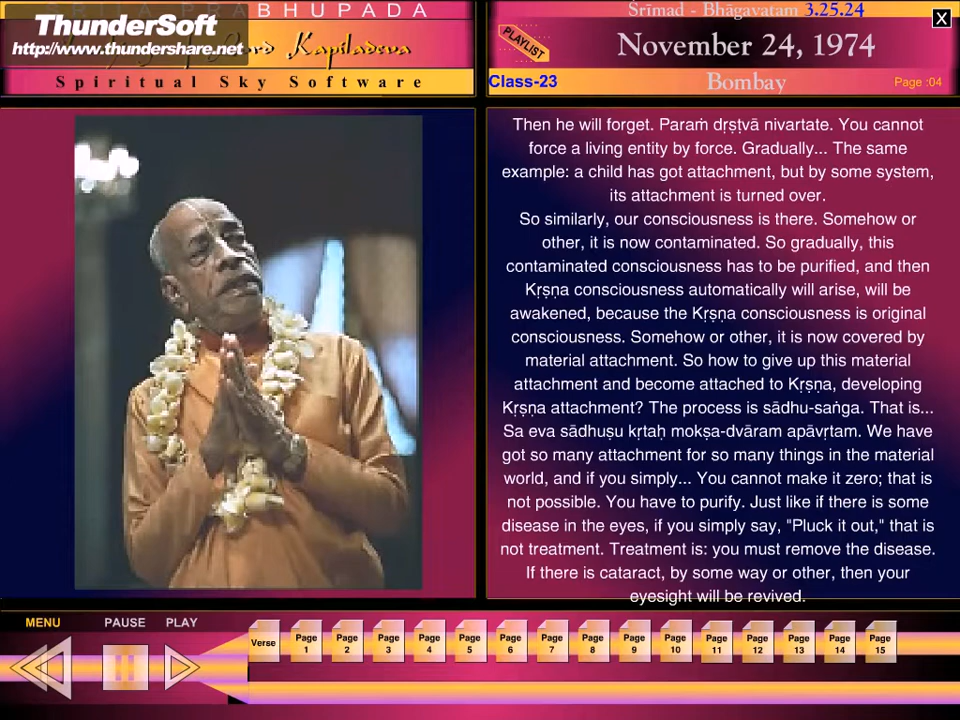 SRILA PRABHUPADA
ThunderSoft
http://www.thundershare.net
Kapiladeva
Spiritual Sky Software
Śrīmad - Bhāgavatam 3.25.24
X
PLAYLIST
November 24, 1974
Class-23
Bombay
Page :04
Then he will forget. Paraṁ dṛṣṭvā nivartate. You cannot
force a living entity by force. Gradually... The same
example: a child has got attachment, but by some system,
its attachment is turned over.
So similarly, our consciousness is there. Somehow or
other, it is now contaminated. So gradually, this
contaminated consciousness has to be purified, and then
Kṛṣṇa consciousness automatically will arise, will be
awakened, because the Kṛṣṇa consciousness is original
consciousness. Somehow or other, it is now covered by
material attachment. So how to give up this material
attachment and become attached to Kṛṣṇa, developing
Kṛṣṇa attachment? The process is sādhu-saṅga. That is...
Sa eva sādhuṣu kṛtaḥ mokṣa-dvāram apāvṛtam. We have
got so many attachment for so many things in the material
world, and if you simply... You cannot make it zero; that is
not possible. You have to purify. Just like if there is some
disease in the eyes, if you simply say, "Pluck it out," that is
not treatment. Treatment is: you must remove the disease.
If there is cataract, by some way or other, then your
eyesight will be revived.
MENU
PAUSE
PLAY
Verse
Page 1
Page 2
Page 3
Page 4
Page 5
Page 6
Page 7
Page 8
Page 9
Page 10
Page 11
Page 12
Page 13
Page 14
Page 15